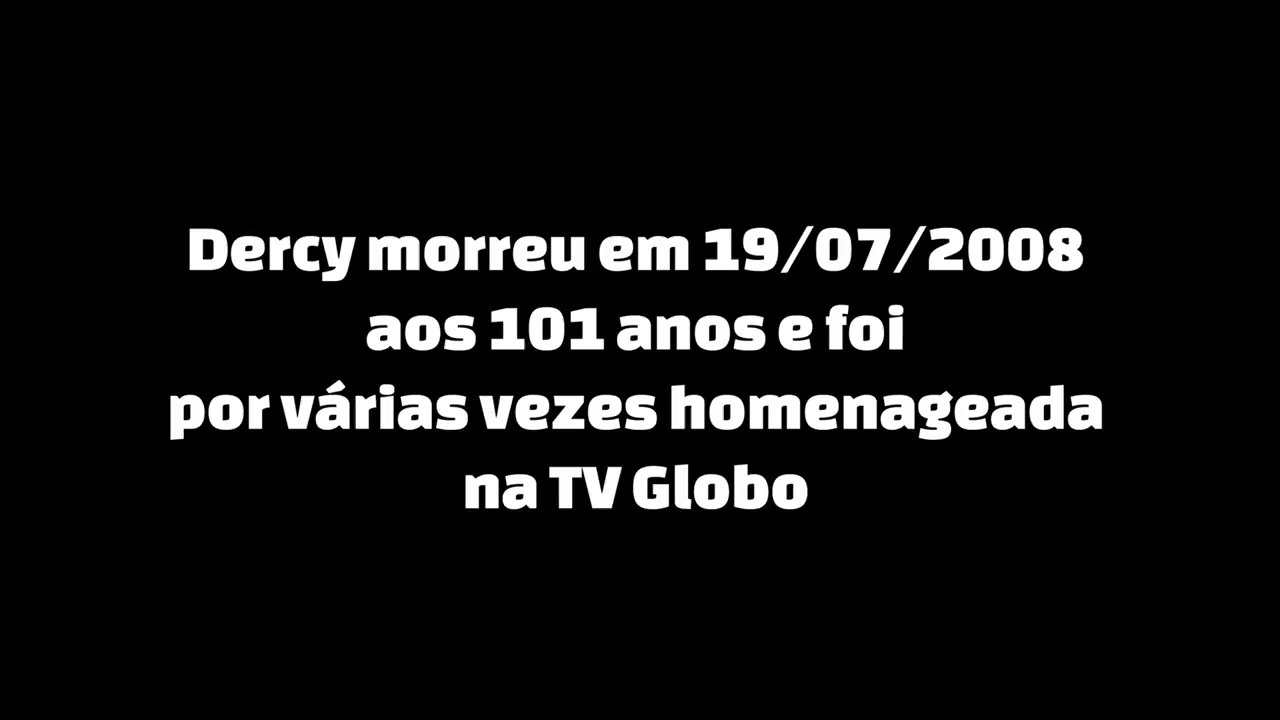 Dercy morreu em 19/07/2008
aos 101 anos e foi
por várias vezes homenageada
na TV Globo